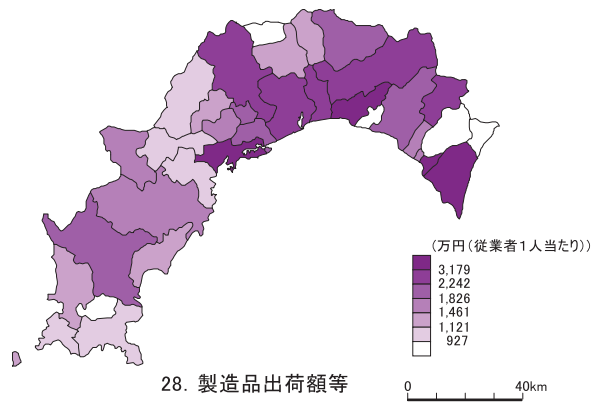 (万円(従業者1人当たり))
3,179
2,242
1,826
1,461
1,121
927
28. 製造品出荷額等
0 40km